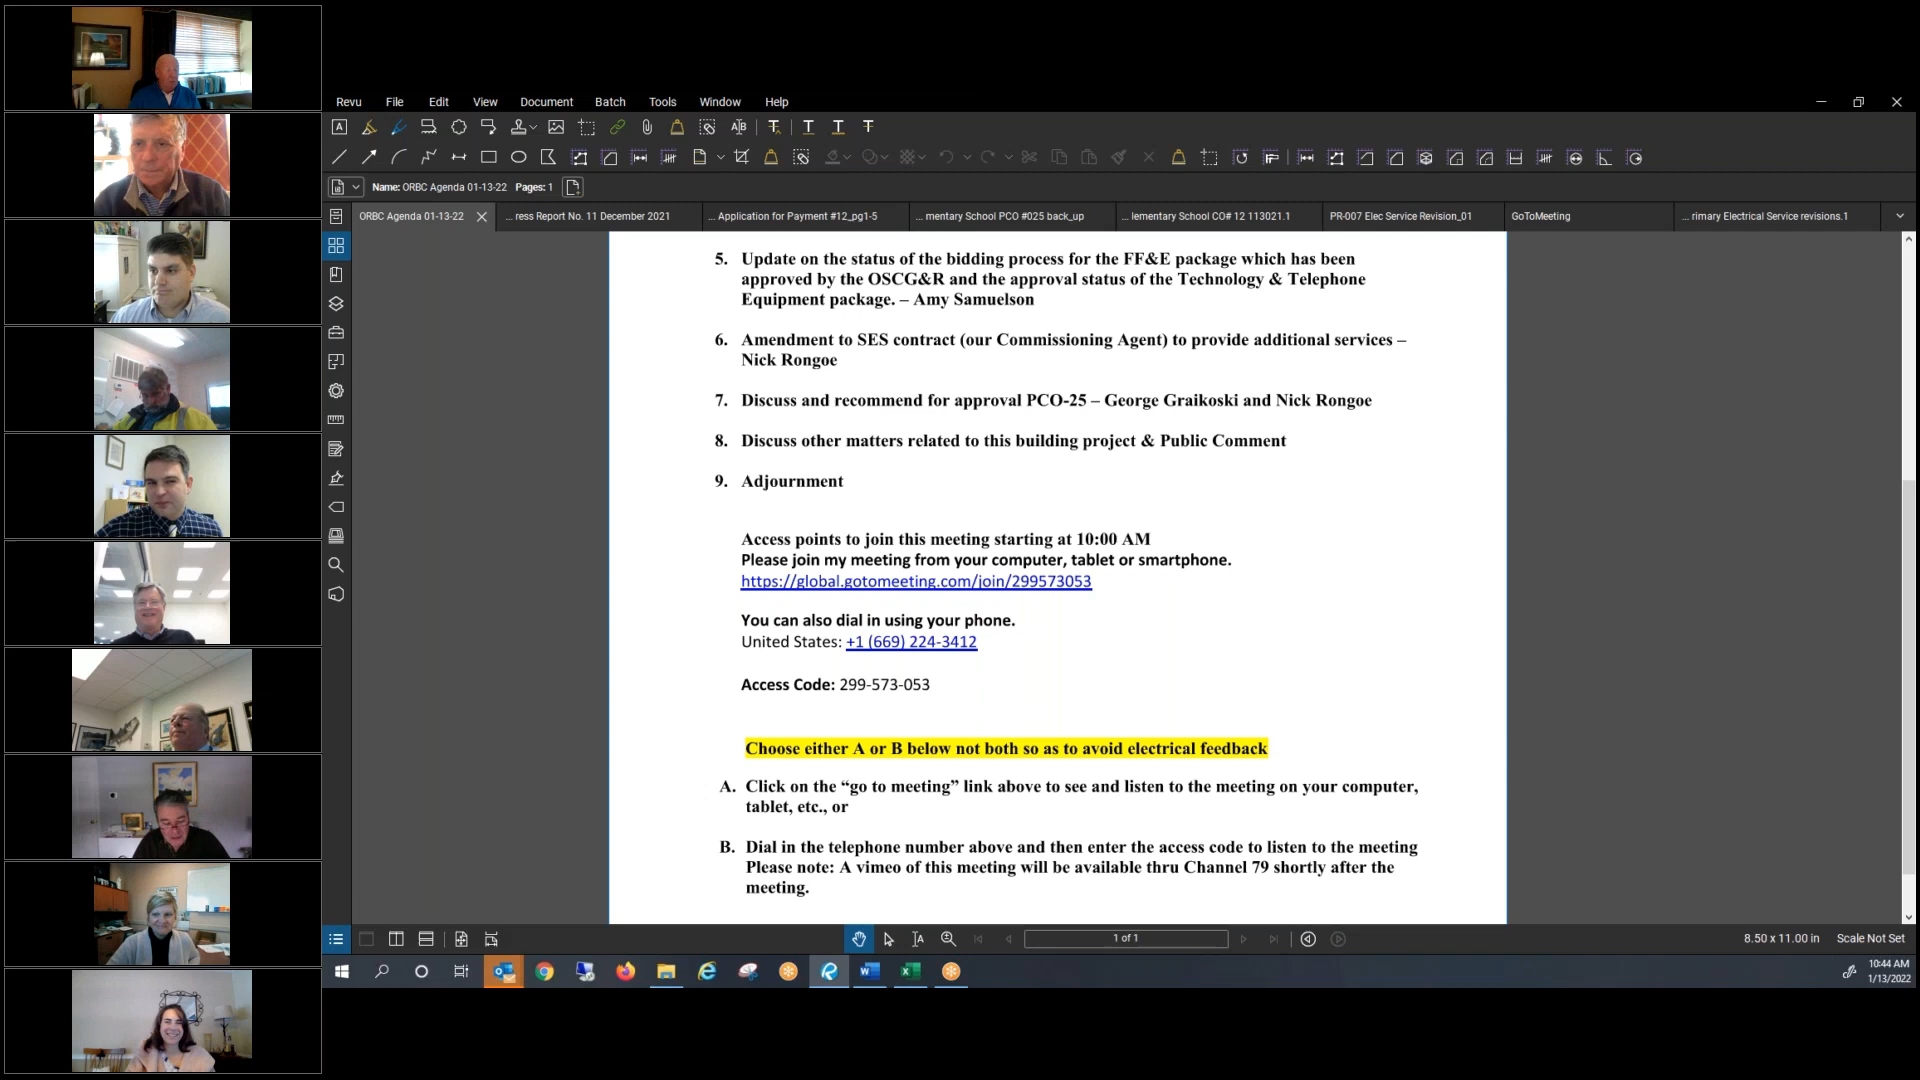 Revu File Edit View Document Batch Tools Window Help
Name: ORBC Agenda 01-13-22 Pages: 1
ORBC Agenda 01-13-22
... ress Report No. 11 December 2021
... Application for Payment #12_pg1-5
... mentary School PCO #025 back_up
... lementary School CO# 12 113021.1
PR-007 Elec Service Revision_01
GoToMeeting
... rimary Electrical Service revisions.1
5. Update on the status of the bidding process for the FF&E package which has been
approved by the OSCG&R and the approval status of the Technology & Telephone
Equipment package. – Amy Samuelson
6. Amendment to SES contract (our Commissioning Agent) to provide additional services –
Nick Rongoe
7. Discuss and recommend for approval PCO-25 – George Graikoski and Nick Rongoe
8. Discuss other matters related to this building project & Public Comment
9. Adjournment
Access points to join this meeting starting at 10:00 AM
Please join my meeting from your computer, tablet or smartphone.
https://global.gotomeeting.com/join/299573053
You can also dial in using your phone.
United States: +1 (669) 224-3412
Access Code: 299-573-053
Choose either A or B below not both so as to avoid electrical feedback
A. Click on the “go to meeting” link above to see and listen to the meeting on your computer,
tablet, etc., or
B. Dial in the telephone number above and then enter the access code to listen to the meeting
Please note: A vimeo of this meeting will be available thru Channel 79 shortly after the
meeting.
1 of 1
8.50 x 11.00 in Scale Not Set
10:44 AM
1/13/2022